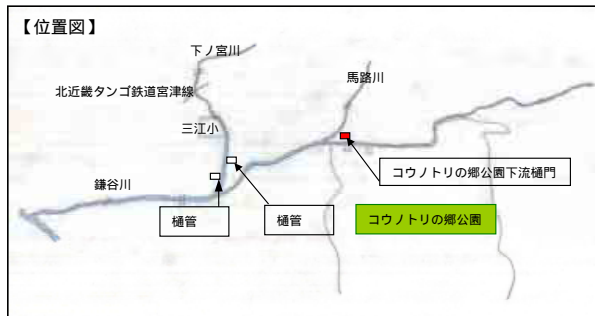 【位置図】
下ノ宮川
馬路川
北近畿タンゴ鉄道宮津線
三江小
コウノトリの郷公園下流樋門
鎌谷川
樋管
樋管
コウノトリの郷公園